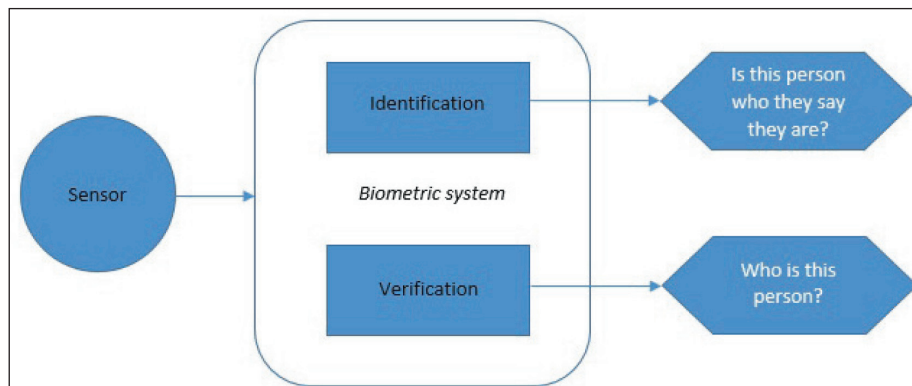 Sensor
Identification
Biometric system
Verification
Is this person
who they say
they are?
Who is this
person?